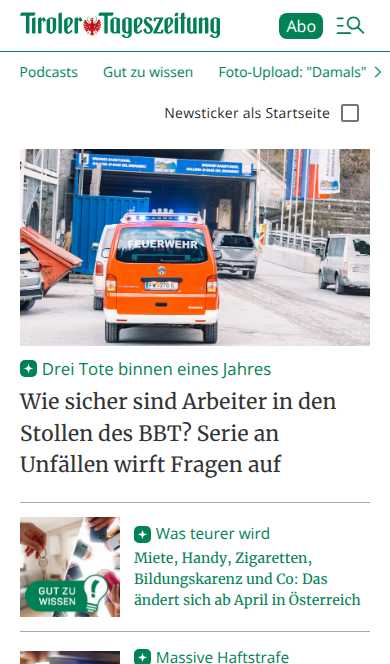 Tiroler Tageszeitung
Abo
Podcasts Gut zu wissen Foto-Upload: "Damals"
Newsticker als Startseite
FEUERWEHR
Drei Tote binnen eines Jahres
Wie sicher sind Arbeiter in den
Stollen des BBT? Serie an
Unfällen wirft Fragen auf
GUT ZU
WISSEN
Was teurer wird
Miete, Handy, Zigaretten,
Bildungskarenz und Co: Das
ändert sich ab April in Österreich
Massive Haftstrafe